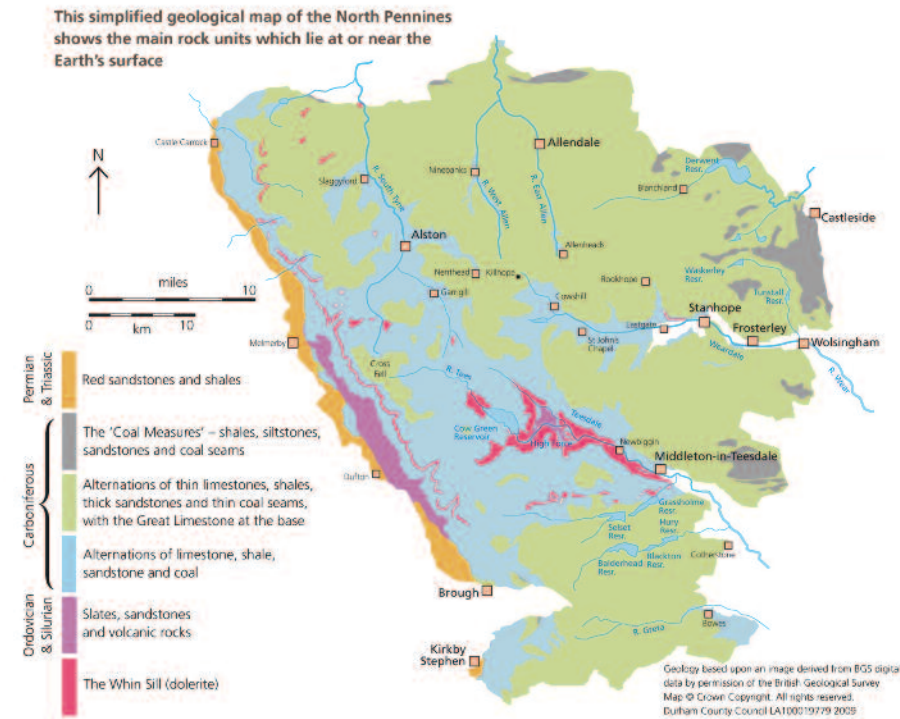 This simplified geological map of the North Pennines
shows the main rock units which lie at or near the
Earth's surface
N
0 miles 10
0 km 10
Castle Carrock
Slaggyford
R. South Tyne
Ninebanks
R. West Allen
Allendale
R. East Allen
Derwent
Resr.
Blanchland
Castleside
Alston
Allenheads
Nenthead
Killhope
Garrigill
Cowshill
Rookhope
Waskerley
Resr.
Tunstall
Resr.
Stanhope
Eastgate
Frosterley
St John's
Chapel
Weardale
Wolsingham
R. Wear
Melmerby
Cross
Fell
R. Tees
Cow Green
Reservoir
High Force
Teesdale
Newbiggin
Middleton-in-Teesdale
Dufton
Grassholme
Resr.
Selset
Resr.
Hury
Resr.
Balderhead
Resr.
Blackton
Resr.
Cotherstone
Brough
R. Greta
Bowes
Kirkby
Stephen
Permian
& Triassic
Red sandstones and shales
Carboniferous
The 'Coal Measures' – shales, siltstones,
sandstones and coal seams
Alternations of thin limestones, shales,
thick sandstones and thin coal seams,
with the Great Limestone at the base
Alternations of limestone, shale,
sandstone and coal
Ordovician
& Silurian
Slates, sandstones
and volcanic rocks
The Whin Sill (dolerite)
Geology based upon an image derived from BGS digital
data by permission of the British Geological Survey
Map © Crown Copyright. All rights reserved.
Durham County Council LA100019779 2009